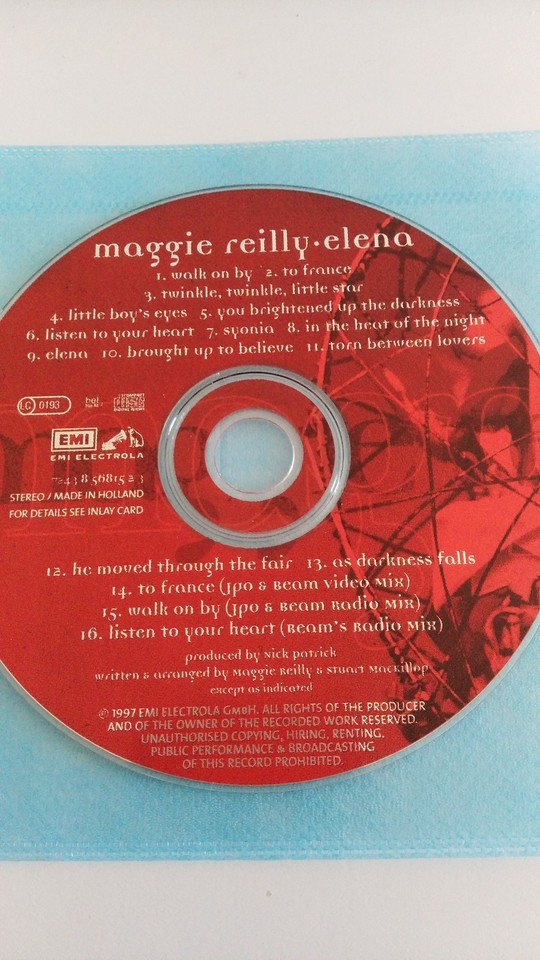 maggie reilly · elena
1. walk on by 2. to france
3. twinkle, twinkle, little star
4. little boy's eyes 5. you brightened up the darkness
6. listen to your heart 7. syonia 8. in the heat of the night
9. elena 10. brought up to believe 11. torn between lovers
LC 0193
EMI
EMI ELECTROLA
7243 8 56815 2 3
STEREO / MADE IN HOLLAND
FOR DETAILS SEE INLAY CARD
12. he moved through the fair 13. as darkness falls
14. to france (JPO & Beam Video Mix)
15. walk on by (JPO & Beam Radio Mix)
16. listen to your heart (Beam's Radio Mix)
produced by Nick Patrick
written & arranged by Maggie Reilly & Stuart MacKillop
except as indicated
℗ 1997 EMI ELECTROLA GMBH. ALL RIGHTS OF THE PRODUCER
AND OF THE OWNER OF THE RECORDED WORK RESERVED.
UNAUTHORISED COPYING, HIRING, RENTING,
PUBLIC PERFORMANCE & BROADCASTING
OF THIS RECORD PROHIBITED.